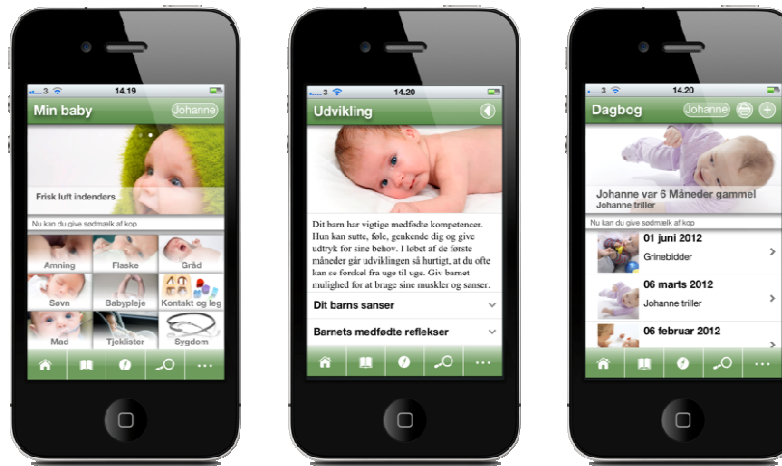 3 14.19
Min baby Johanne
Frisk luft indendørs
Nu kan du give sødmælk af kop
Amning Flaske Gråd
Søvn Babypleje Kontakt og leg
Mad Tjeklister Sygdom
3 14.20
Udvikling
Dit barn har vigtige medfødte kompetencer.
Hun kan sutte, føle, genkende dig og give
udtryk for sine behov. I løbet af de første
måneder går udviklingen så hurtigt, at du ofte
kan se forskel fra uge til uge. Giv barnet
mulighed for at bruge sine muskler og sanser.
Dit barns sanser
Barnets medfødte reflekser
3 14.20
Dagbog Johanne
Johanne var 6 Måneder gammel
Johanne triller
Nu kan du give sødmælk af kop
01 juni 2012
Grinebidder
06 marts 2012
Johanne triller
06 februar 2012